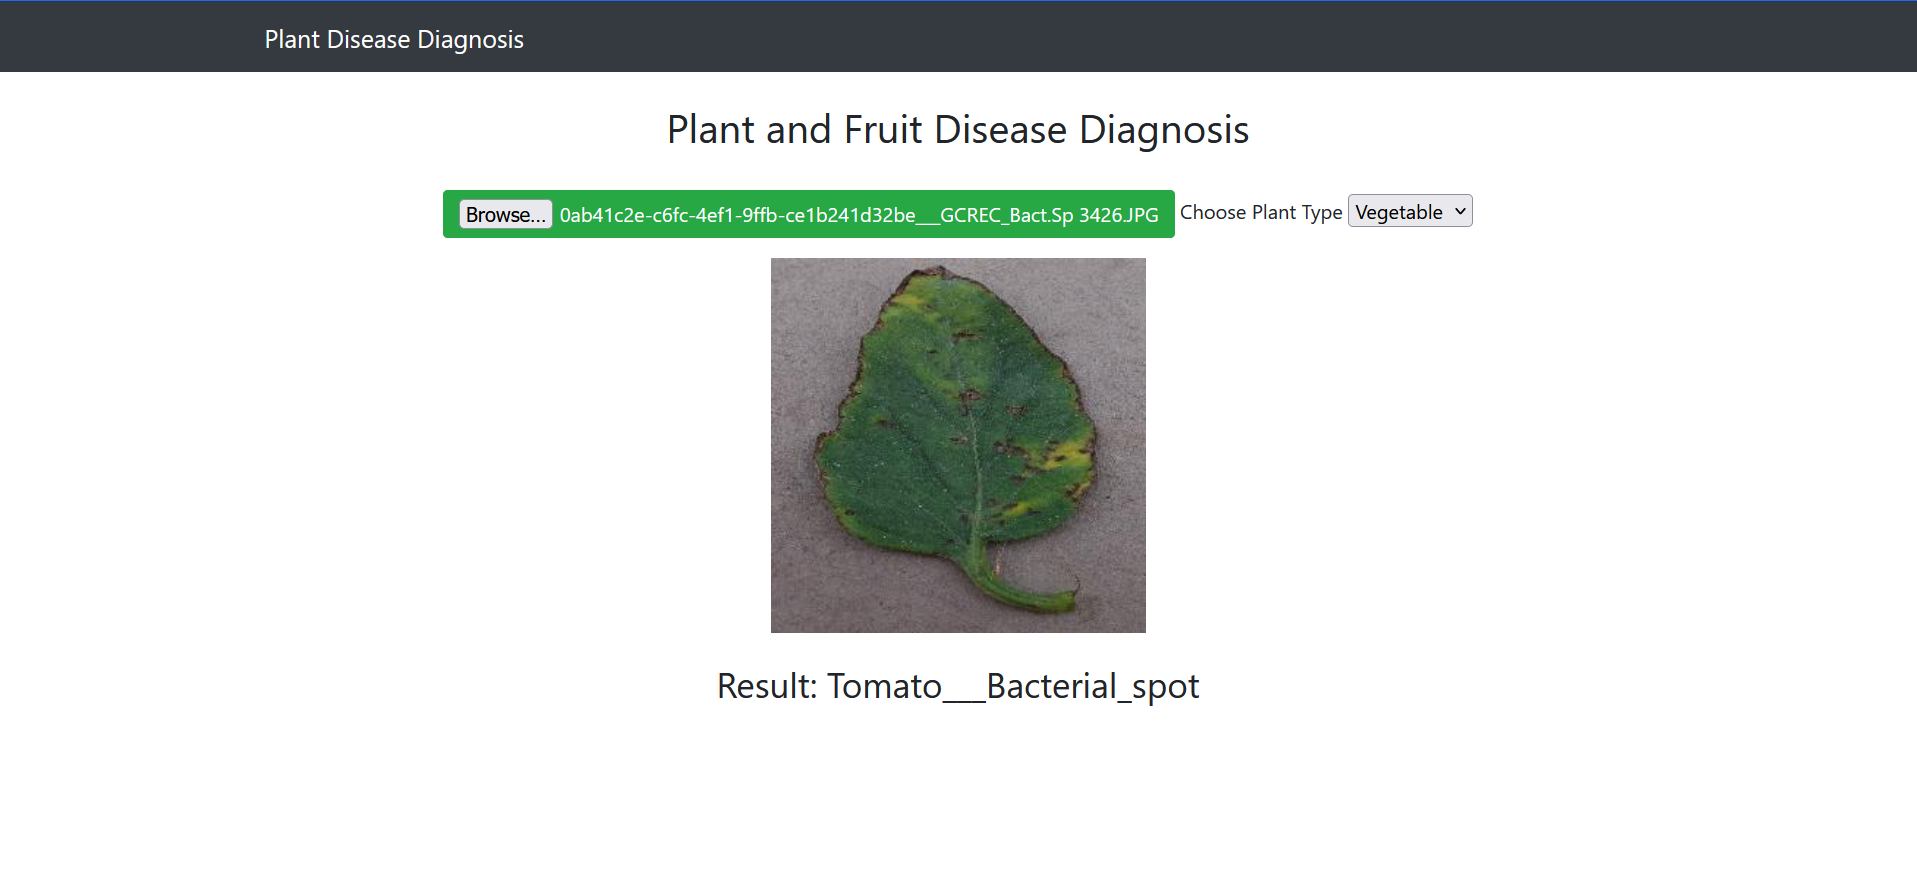 Plant Disease Diagnosis
Plant and Fruit Disease Diagnosis
Browse... 0ab41c2e-c6fc-4ef1-9ffb-ce1b241d32be___GCREC_Bact.Sp 3426.JPG Choose Plant Type Vegetable
Result: Tomato___Bacterial_spot